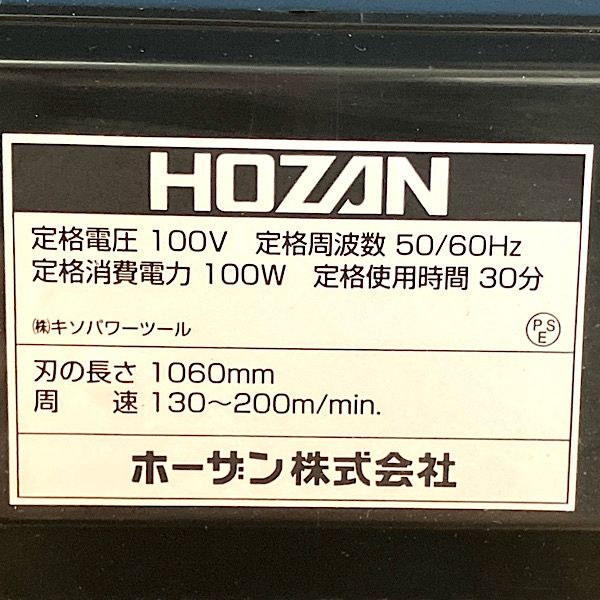 HOZAN
定格電圧 100V 定格周波数 50/60Hz
定格消費電力 100W 定格使用時間 30分
㈱キソパワーツール
PSE
刃の長さ 1060mm
周 速 130〜200m/min.
ホーザン株式会社